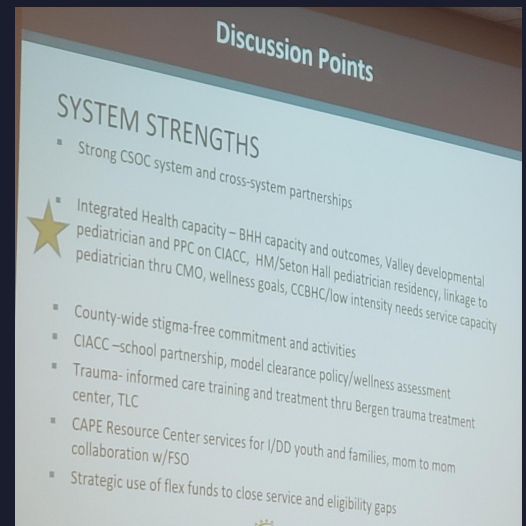 Discussion Points
SYSTEM STRENGTHS
▪ Strong CSOC system and cross-system partnerships
▪ Integrated Health capacity – BHH capacity and outcomes, Valley developmental
pediatrician and PPC on CIACC, HM/Seton Hall pediatrician residency, linkage to
pediatrician thru CMO, wellness goals, CCBHC/low intensity needs service capacity
▪ County-wide stigma-free commitment and activities
▪ CIACC –school partnership, model clearance policy/wellness assessment
▪ Trauma- informed care training and treatment thru Bergen trauma treatment
center, TLC
▪ CAPE Resource Center services for I/DD youth and families, mom to mom
collaboration w/FSO
▪ Strategic use of flex funds to close service and eligibility gaps